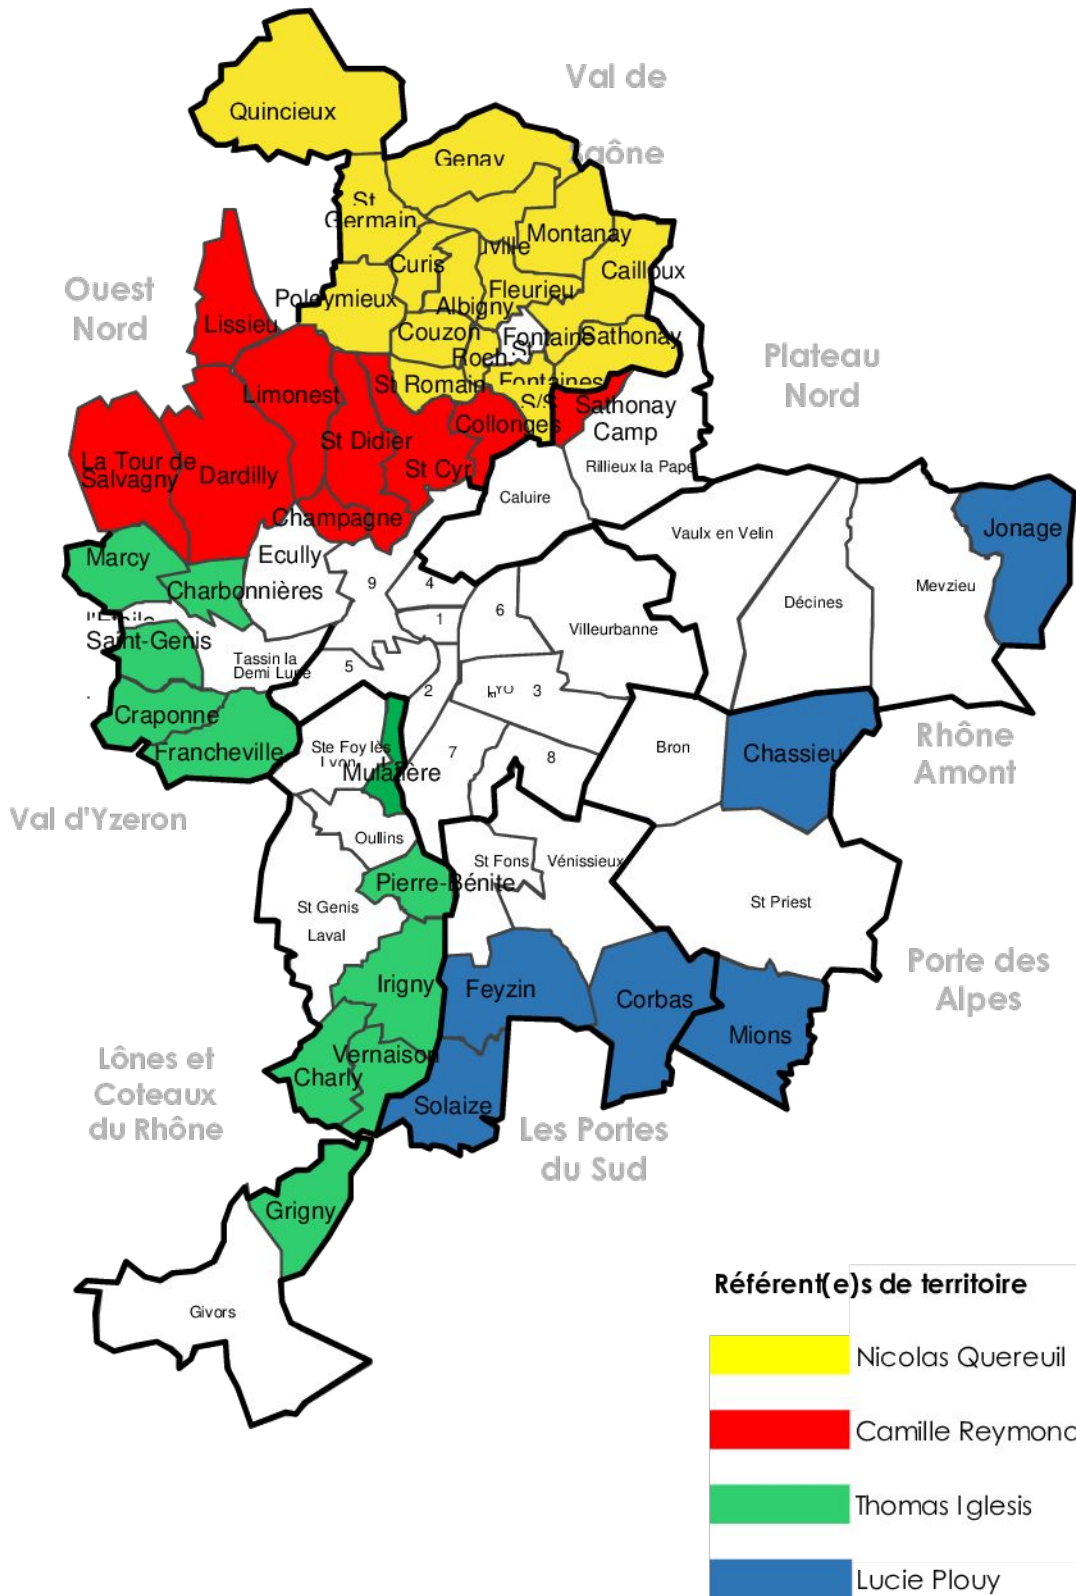 Val de
Saône
Quincieux
Genay
St
Germain
Montanay
Curis
Cailloux
Ouest
Nord
Poleymieux
Fleurieu
Albigny
Lissieu
Couzon
Fontaine
St
Sathonay
Roch.
Plateau
Nord
Limonest
St Romain
Fontaines
S/S
Sathonay
Camp
Collonges
St Didier
La Tour de
Salvagny
Dardilly
St Cyr
Rillieux la Pape
Caluire
Champagne
Vaulx en Velin
Jonage
Marcy
Ecully
Charbonnières
9
4
6
1
Décines
Meyzieu
Villeurbanne
Saint-Genis
Tassin la
Demi Lune
5
2
3
Craponne
Francheville
Ste Foy lès
Lyon
Mulatière
7
8
Bron
Chassieu
Rhône
Amont
Val d'Yzeron
Oullins
St Fons
Vénissieux
Pierre-Bénite
St Genis
Laval
St Priest
Irigny
Feyzin
Corbas
Porte des
Alpes
Mions
Vernaison
Charly
Lônes et
Coteaux
du Rhône
Solaize
Les Portes
du Sud
Grigny
Givors
Référent(e)s de territoire
Nicolas Quereuil
Camille Reymond
Thomas Iglesis
Lucie Plouy